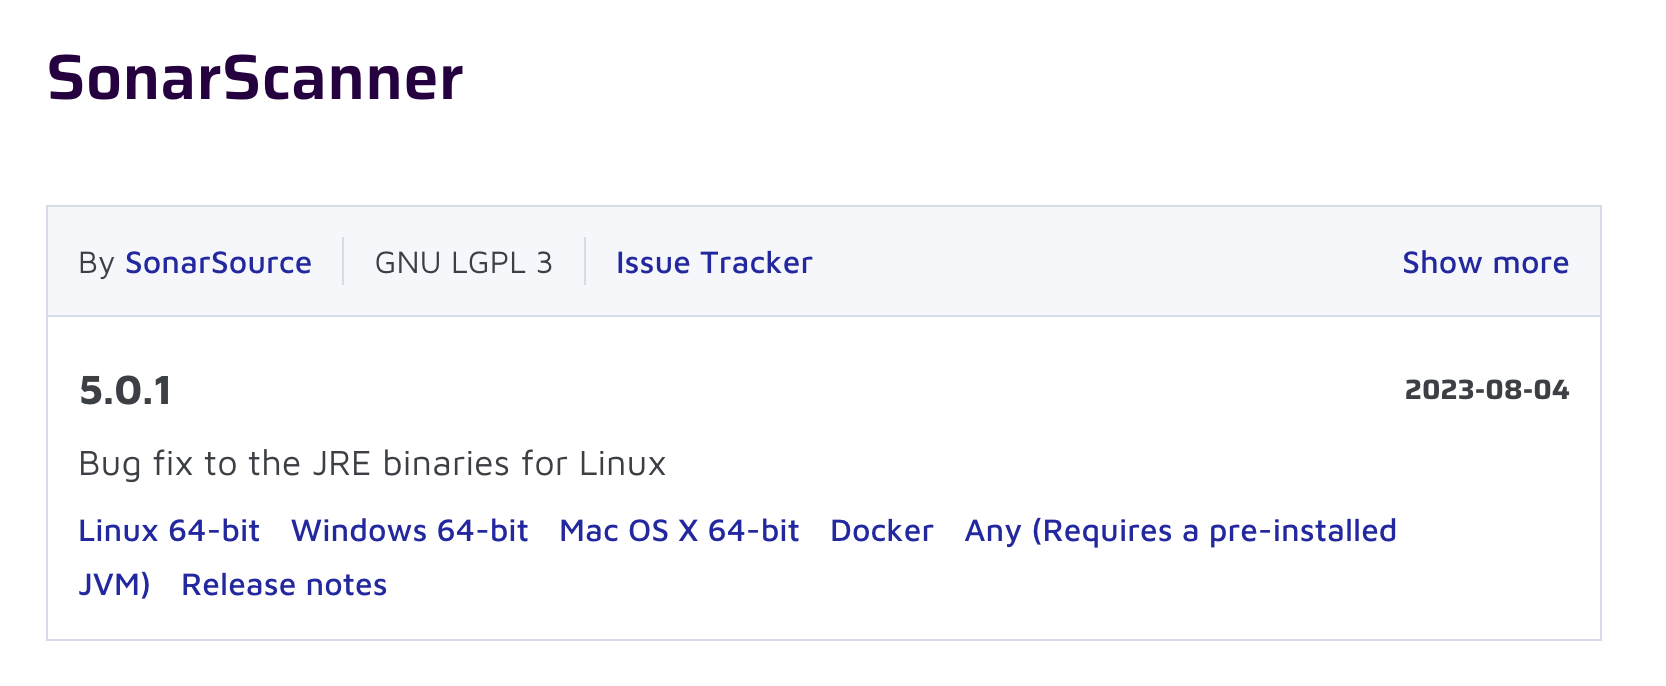 SonarScanner
By SonarSource GNU LGPL 3 Issue Tracker Show more
5.0.1 2023-08-04
Bug fix to the JRE binaries for Linux
Linux 64-bit Windows 64-bit Mac OS X 64-bit Docker Any (Requires a pre-installed
JVM) Release notes